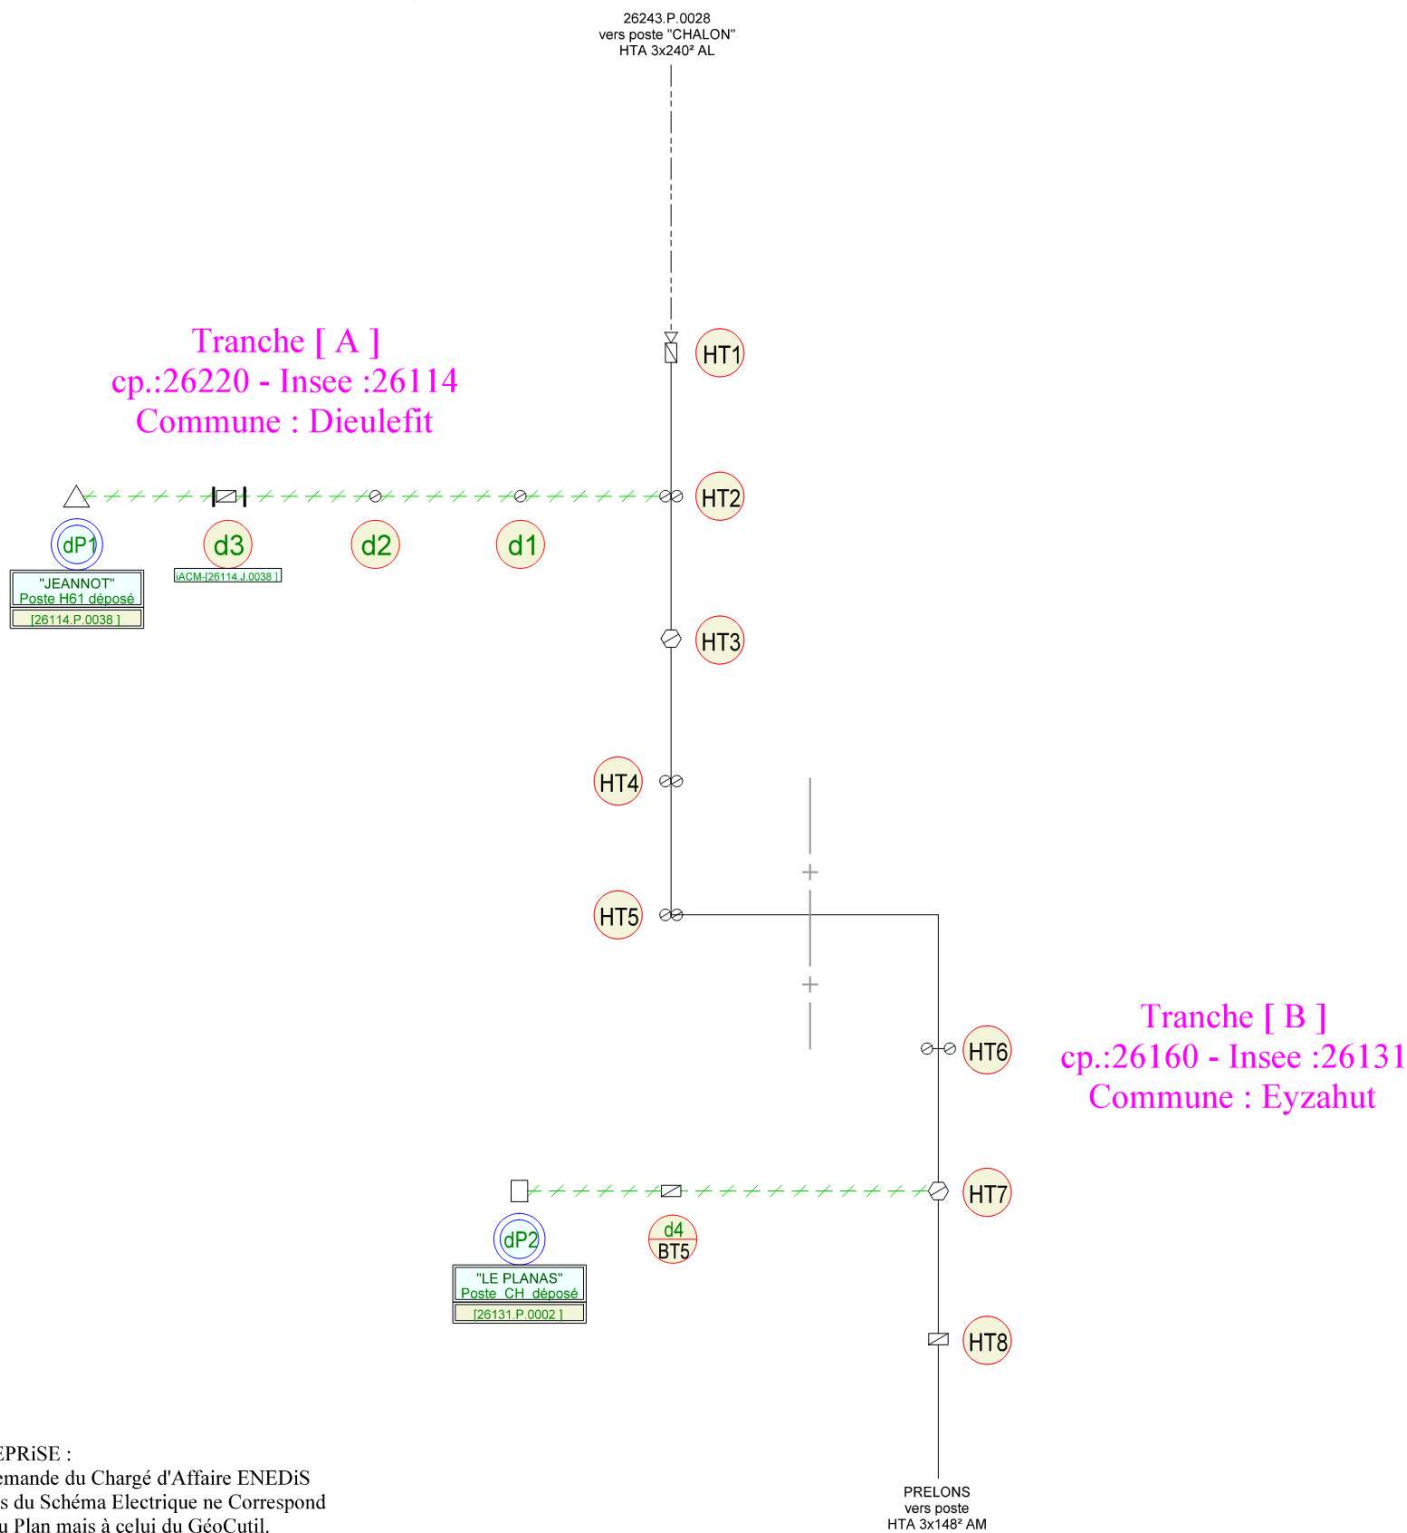 26243.P.0028
vers poste "CHALON"
HTA 3x240² AL
HT1
Tranche [ A ]
cp.:26220 - Insee :26114
Commune : Dieulefit
HT2
dP1
d3
d2
d1
"JEANNOT"
Poste H61 déposé
[26114.P.0038 ]
iACM-[26114.J.0038 ]
HT3
HT4
HT5
Tranche [ B ]
cp.:26160 - Insee :26131
Commune : Eyzahut
HT6
HT7
dP2
d4
BT5
"LE PLANAS"
Poste CH déposé
[26131.P.0002 ]
HT8
EPRiSE :
emande du Chargé d'Affaire ENEDiS
s du Schéma Electrique ne Correspond
u Plan mais à celui du GéoCutil.
PRELONS
vers poste
HTA 3x148² AM